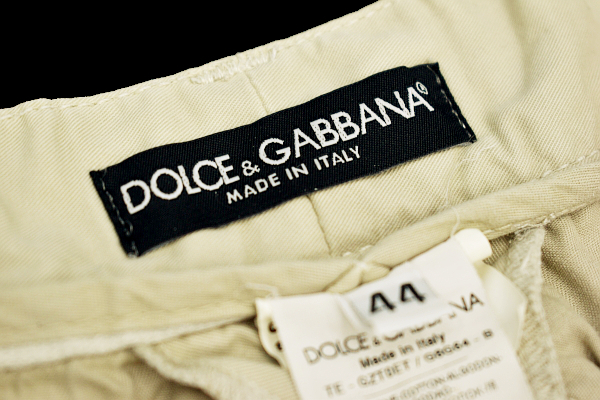 DOLCE & GABBANA®
MADE IN ITALY
44
DOLCE & GABBANA
Made in Italy